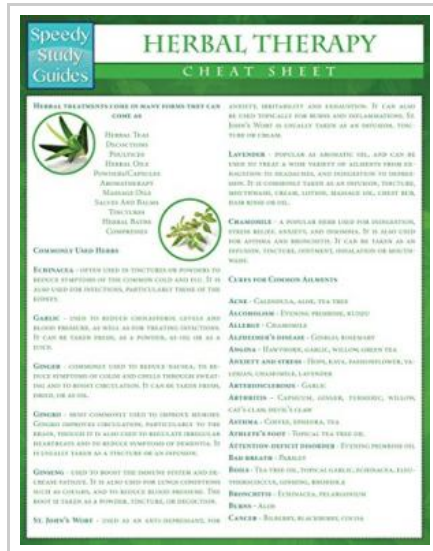 Speedy
Study
Guides
HERBAL THERAPY
CHEAT SHEET
HERBAL TREATMENTS COME IN MANY FORMS THEY CAN
COME AS
HERBAL TEAS
DECOCTIONS
POULTICES
HERBAL OILS
POWDERS/CAPSULES
AROMATHERAPY
MASSAGE OILS
SALVES AND BALMS
TINCTURES
HERBAL BATHS
COMPRESSES
COMMONLY USED HERBS
ECHINACEA - OFTEN USED IN TINCTURES OR POWDERS TO
REDUCE SYMPTOMS OF THE COMMON COLD AND FLU. IT IS
ALSO USED FOR INFECTIONS, PARTICULARLY THOSE OF THE
KIDNEY.
GARLIC - USED TO REDUCE CHOLESTEROL LEVELS AND
BLOOD PRESSURE, AS WELL AS FOR TREATING INFECTIONS.
IT CAN BE TAKEN FRESH, AS A POWDER, AS OIL OR AS A
JUICE.
GINGER - COMMONLY USED TO REDUCE NAUSEA, TO RE-
DUCE SYMPTOMS OF COLDS AND CHILLS THROUGH SWEAT-
ING AND TO BOOST CIRCULATION. IT CAN BE TAKEN FRESH,
DRIED, OR AS OIL.
GINGKO - MOST COMMONLY USED TO IMPROVE MEMORY.
GINGKO IMPROVES CIRCULATION, PARTICULARLY TO THE
BRAIN, THOUGH IT IS ALSO USED TO REGULATE IRREGULAR
HEARTBEATS AND TO REDUCE SYMPTOMS OF DEMENTIA. IT
IS USUALLY TAKEN AS A TINCTURE OR AN INFUSION.
GINSENG - USED TO BOOST THE IMMUNE SYSTEM AND DE-
CREASE FATIGUE. IT IS ALSO USED FOR LUNGS CONDITIONS
SUCH AS COUGHS, AND TO REDUCE BLOOD PRESSURE. THE
ROOT IS TAKEN AS A POWDER, TINCTURE, OR DECOCTION.
ST. JOHN'S WORT - USED AS AN ANTI-DEPRESSANT, FOR
ANXIETY, IRRITABILITY AND EXHAUSTION. IT CAN ALSO
BE USED TOPICALLY FOR BURNS AND INFLAMMATIONS. ST.
JOHN'S WORT IS USUALLY TAKEN AS AN INFUSION, TINC-
TURE OR CREAM.
LAVENDER - POPULAR AS AROMATIC OIL, AND CAN BE
USED TO TREAT A WIDE VARIETY OF AILMENTS FROM EX-
HAUSTION TO HEADACHES, AND INDIGESTION TO DEPRES-
SION. IT IS COMMONLY TAKEN AS AN INFUSION, TINCTURE,
MOUTHWASH, CREAM, LOTION, MASSAGE OIL, CHEST RUB,
HAIR RINSE OR OIL.
CHAMOMILE - A POPULAR HERB USED FOR INDIGESTION,
STRESS RELIEF, ANXIETY, AND INSOMNIA. IT IS ALSO USED
FOR ASTHMA AND BRONCHITIS. IT CAN BE TAKEN AS AN
INFUSION, TINCTURE, OINTMENT, INHALATION OR MOUTH-
WASH.
CURES FOR COMMON AILMENTS
ACNE - CALENDULA, ALOE, TEA TREE
ALCOHOLISM - EVENING PRIMROSE, KUDZU
ALLERGY - CHAMOMILE
ALZHEIMER'S DISEASE - GINKGO, ROSEMARY
ANGINA - HAWTHORN, GARLIC, WILLOW, GREEN TEA
ANXIETY AND STRESS - HOPS, KAVA, PASSIONFLOWER, VA-
LERIAN, CHAMOMILE, LAVENDER
ARTERIOSCLEROSIS - GARLIC
ARTHRITIS - CAPSICUM, GINGER, TURMERIC, WILLOW,
CAT'S CLAW, DEVIL'S CLAW
ASTHMA - COFFEE, EPHEDRA, TEA
ATHLETE'S FOOT - TOPICAL TEA TREE OIL
ATTENTION DEFICIT DISORDER - EVENING PRIMROSE OIL
BAD BREATH - PARSLEY
BOILS - TEA TREE OIL, TOPICAL GARLIC, ECHINACEA, ELEU-
THEROCOCCUS, GINSENG, RHODIOLA
BRONCHITIS - ECHINACEA, PELARGONIUM
BURNS - ALOE
CANCER - BILBERRY, BLACKBERRY, COCOA